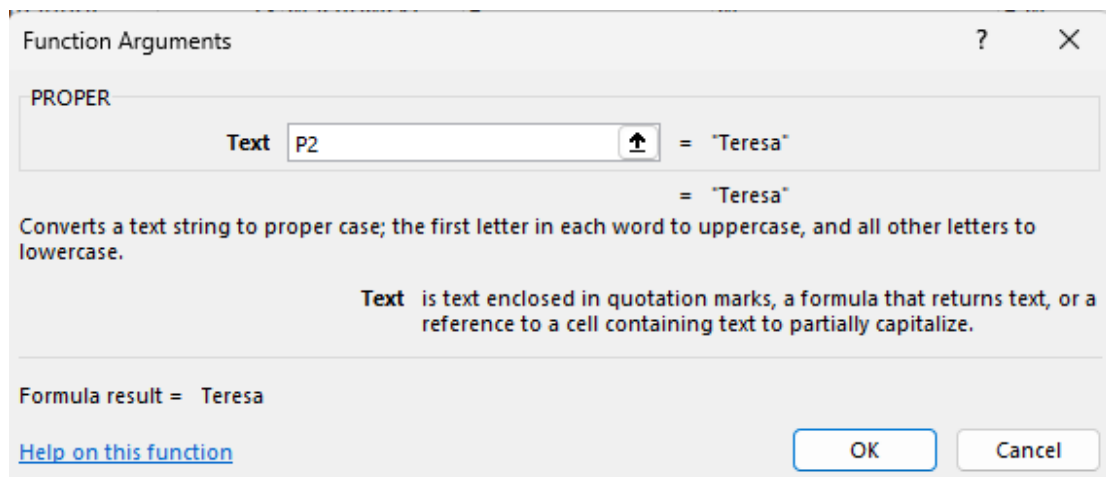 Function Arguments ? ×
PROPER
Text P2 = "Teresa"
= "Teresa"
Converts a text string to proper case; the first letter in each word to uppercase, and all other letters to
lowercase.
Text is text enclosed in quotation marks, a formula that returns text, or a
reference to a cell containing text to partially capitalize.
Formula result = Teresa
Help on this function OK Cancel